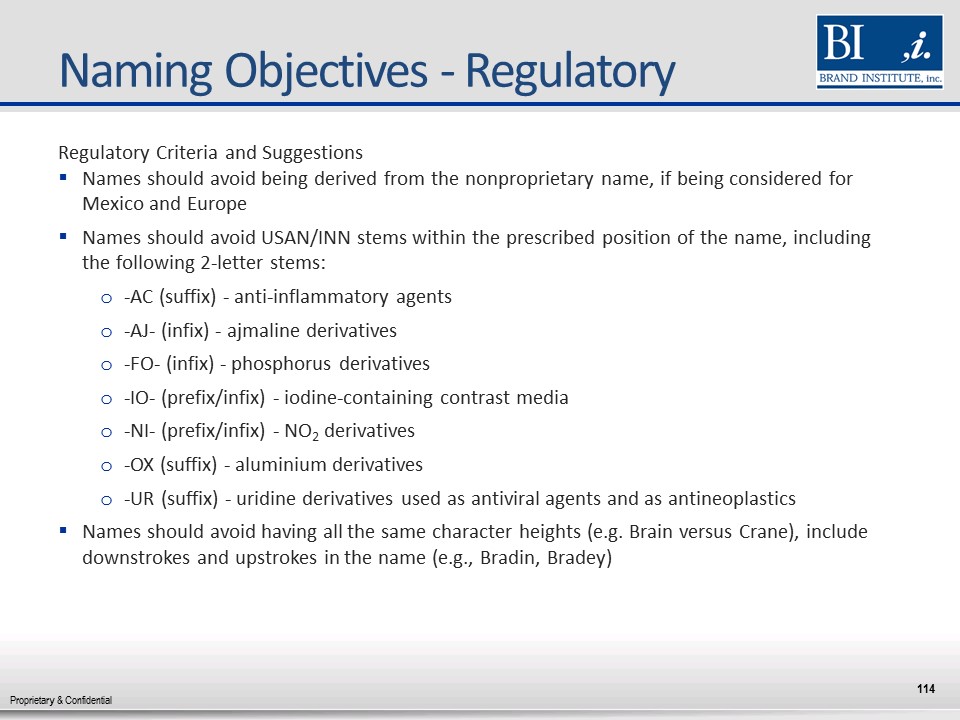 Naming Objectives - Regulatory
BI ,i.
BRAND INSTITUTE, inc.
Regulatory Criteria and Suggestions
▪ Names should avoid being derived from the nonproprietary name, if being considered for
Mexico and Europe
▪ Names should avoid USAN/INN stems within the prescribed position of the name, including
the following 2-letter stems:
o -AC (suffix) - anti-inflammatory agents
o -AJ- (infix) - ajmaline derivatives
o -FO- (infix) - phosphorus derivatives
o -IO- (prefix/infix) - iodine-containing contrast media
o -NI- (prefix/infix) - NO₂ derivatives
o -OX (suffix) - aluminium derivatives
o -UR (suffix) - uridine derivatives used as antiviral agents and as antineoplastics
▪ Names should avoid having all the same character heights (e.g. Brain versus Crane), include
downstrokes and upstrokes in the name (e.g., Bradin, Bradey)
114
Proprietary & Confidential